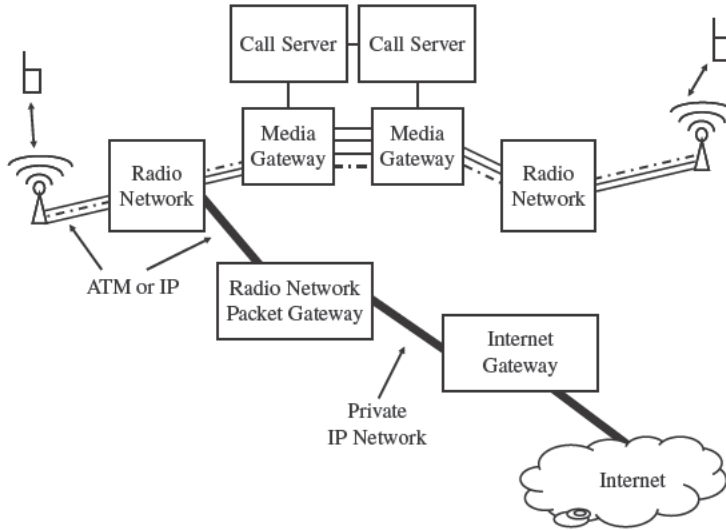 Call Server
Call Server
Media
Gateway
Media
Gateway
Radio
Network
Radio
Network
ATM or IP
Radio Network
Packet Gateway
Internet
Gateway
Private
IP Network
Internet